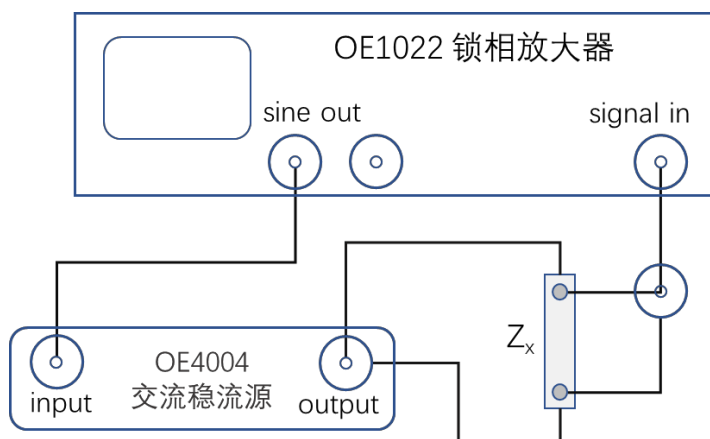 OE1022 锁相放大器
sine out
signal in
Zx
OE4004
交流稳流源
input
output